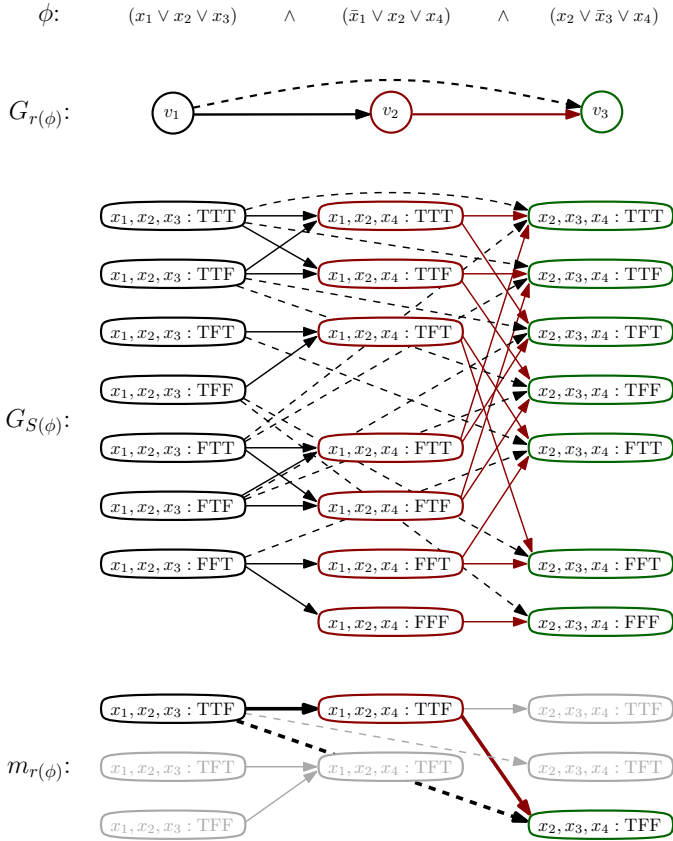 ϕ: (x₁ ∨ x₂ ∨ x₃) ∧ (x̄₁ ∨ x₂ ∨ x₄) ∧ (x₂ ∨ x̄₃ ∨ x₄)
G_{r(ϕ)}: v₁ v₂ v₃
x₁, x₂, x₃ : TTT x₁, x₂, x₄ : TTT x₂, x₃, x₄ : TTT
x₁, x₂, x₃ : TTF x₁, x₂, x₄ : TTF x₂, x₃, x₄ : TTF
x₁, x₂, x₃ : TFT x₁, x₂, x₄ : TFT x₂, x₃, x₄ : TFT
x₁, x₂, x₃ : TFF x₂, x₃, x₄ : TFF
G_{S(ϕ)}:
x₁, x₂, x₃ : FTT x₁, x₂, x₄ : FTT x₂, x₃, x₄ : FTT
x₁, x₂, x₃ : FTF x₁, x₂, x₄ : FTF
x₁, x₂, x₃ : FFT x₁, x₂, x₄ : FFT x₂, x₃, x₄ : FFT
x₁, x₂, x₄ : FFF x₂, x₃, x₄ : FFF
x₁, x₂, x₃ : TTF x₁, x₂, x₄ : TTF x₂, x₃, x₄ : TTT
m_{r(ϕ)}: x₁, x₂, x₃ : TFT x₁, x₂, x₄ : TFT x₂, x₃, x₄ : TTF
x₁, x₂, x₃ : TFF x₂, x₃, x₄ : TFF